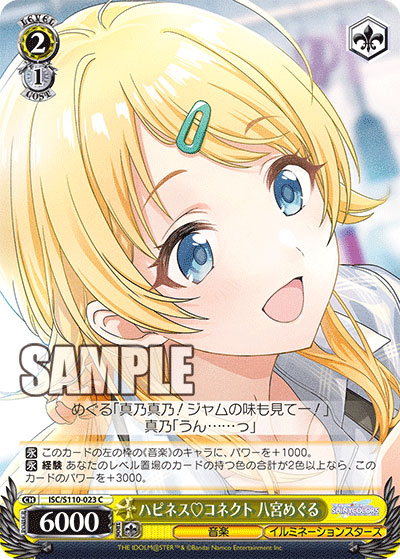 LEVEL
2
1
COST
SAMPLE
めぐる「真乃真乃！ジャムの味も見てー！」
真乃「うん……っ」
永 このカードの左の枠の《音楽》のキャラに、パワーを＋1000。
永 経験 あなたのレベル置場のカードの持つ色の合計が2色以上なら、このカードのパワーを＋3000。
CH ISC/S110-023 C
POWER
6000
ハピネス♡コネクト 八宮めぐる
THE IDOLM@STER SHINYCOLORS
音楽
イルミネーションスターズ
THE IDOLM@STER™& ©Bandai Namco Entertainment Inc.